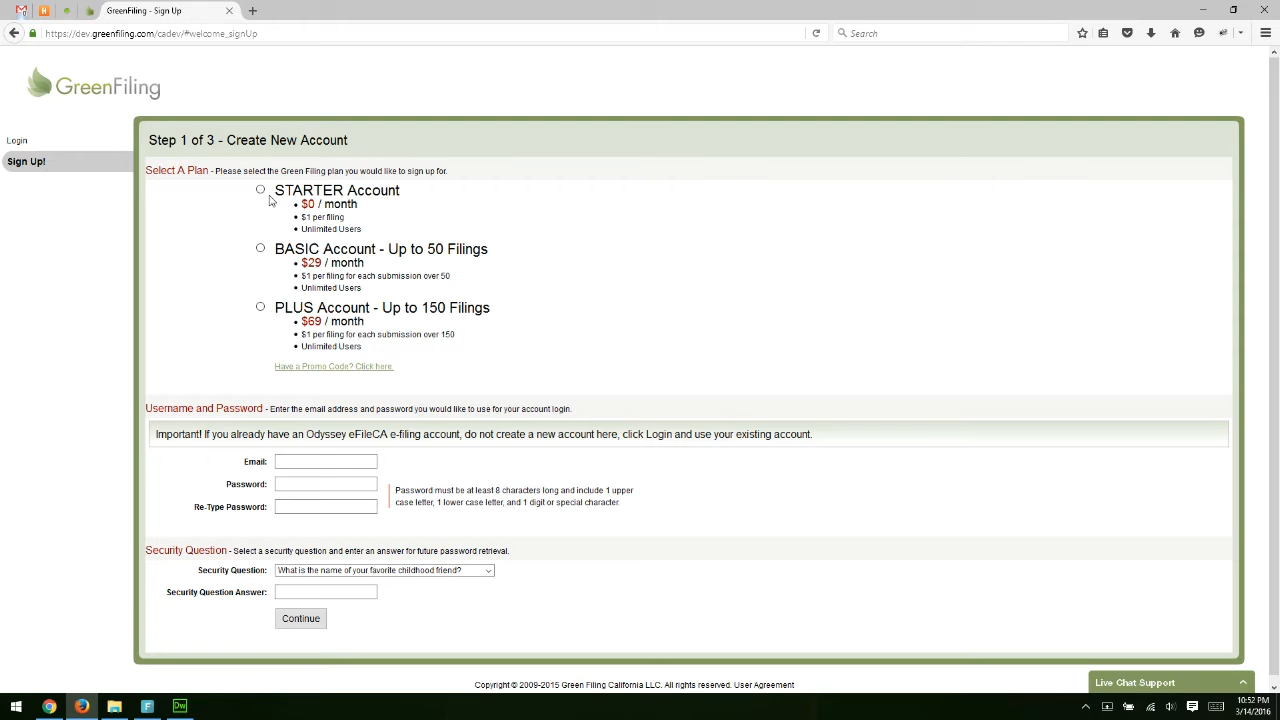 GreenFiling - Sign Up
https://dev.greenfiling.com/cadev/#welcome_signUp
Search
GreenFiling
Login
Sign Up!
Step 1 of 3 - Create New Account
Select A Plan - Please select the Green Filing plan you would like to sign up for.
STARTER Account
$0 / month
$1 per filing
Unlimited Users
BASIC Account - Up to 50 Filings
$29 / month
$1 per filing for each submission over 50
Unlimited Users
PLUS Account - Up to 150 Filings
$69 / month
$1 per filing for each submission over 150
Unlimited Users
Have a Promo Code? Click here.
Username and Password - Enter the email address and password you would like to use for your account login.
Important! If you already have an Odyssey eFileCA e-filing account, do not create a new account here, click Login and use your existing account.
Email:
Password:
Password must be at least 8 characters long and include 1 upper
case letter, 1 lower case letter, and 1 digit or special character.
Re-Type Password:
Security Question - Select a security question and enter an answer for future password retrieval.
Security Question: What is the name of your favorite childhood friend?
Security Question Answer:
Continue
Copyright © 2009-2015 Green Filing California LLC. All rights reserved. User Agreement
Live Chat Support
F
Dw
10:52 PM
3/14/2016